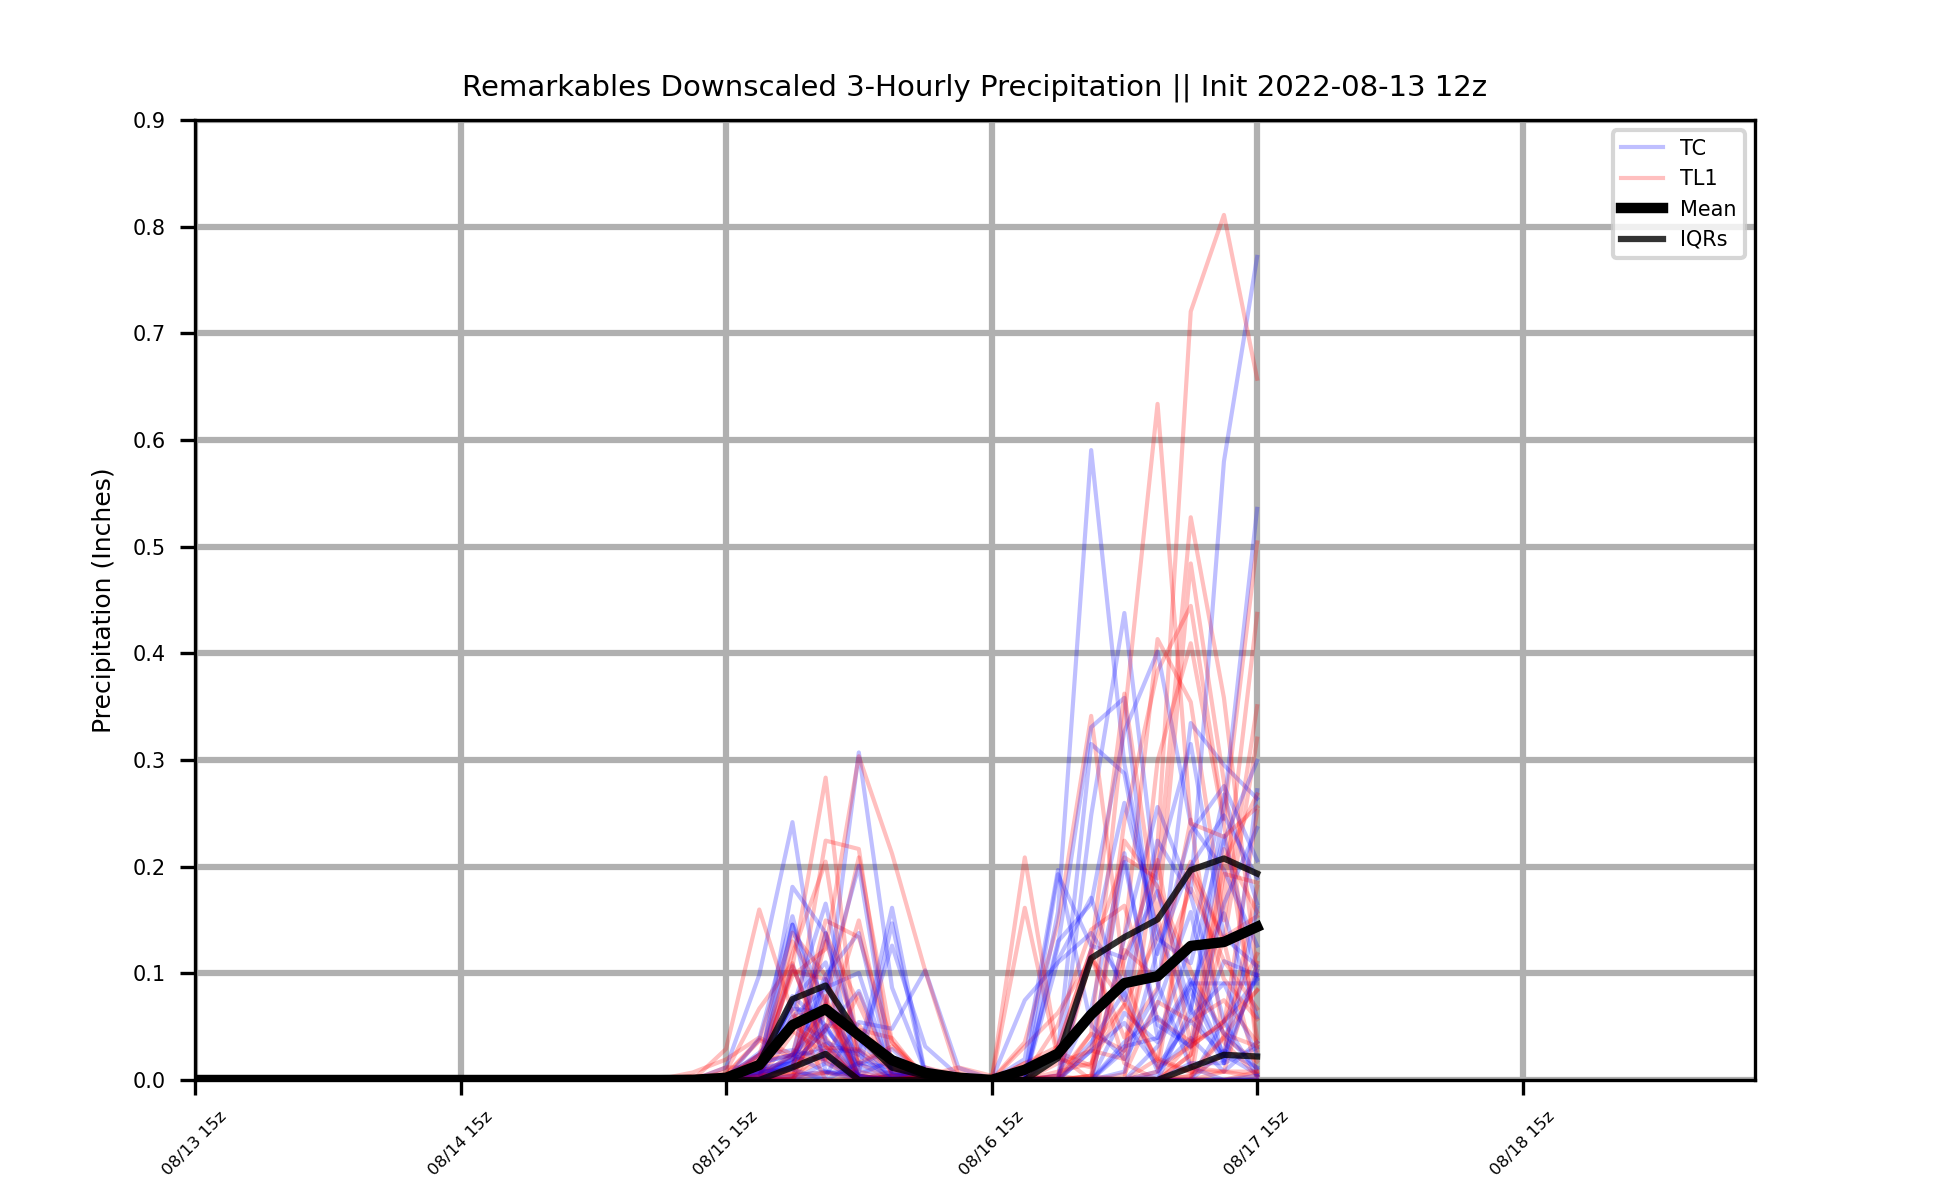 Remarkables Downscaled 3-Hourly Precipitation || Init 2022-08-13 12z
TC
TL1
Mean
IQRs
Precipitation (Inches)
0.9
0.8
0.7
0.6
0.5
0.4
0.3
0.2
0.1
0.0
08/13 15z
08/14 15z
08/15 15z
08/16 15z
08/17 15z
08/18 15z